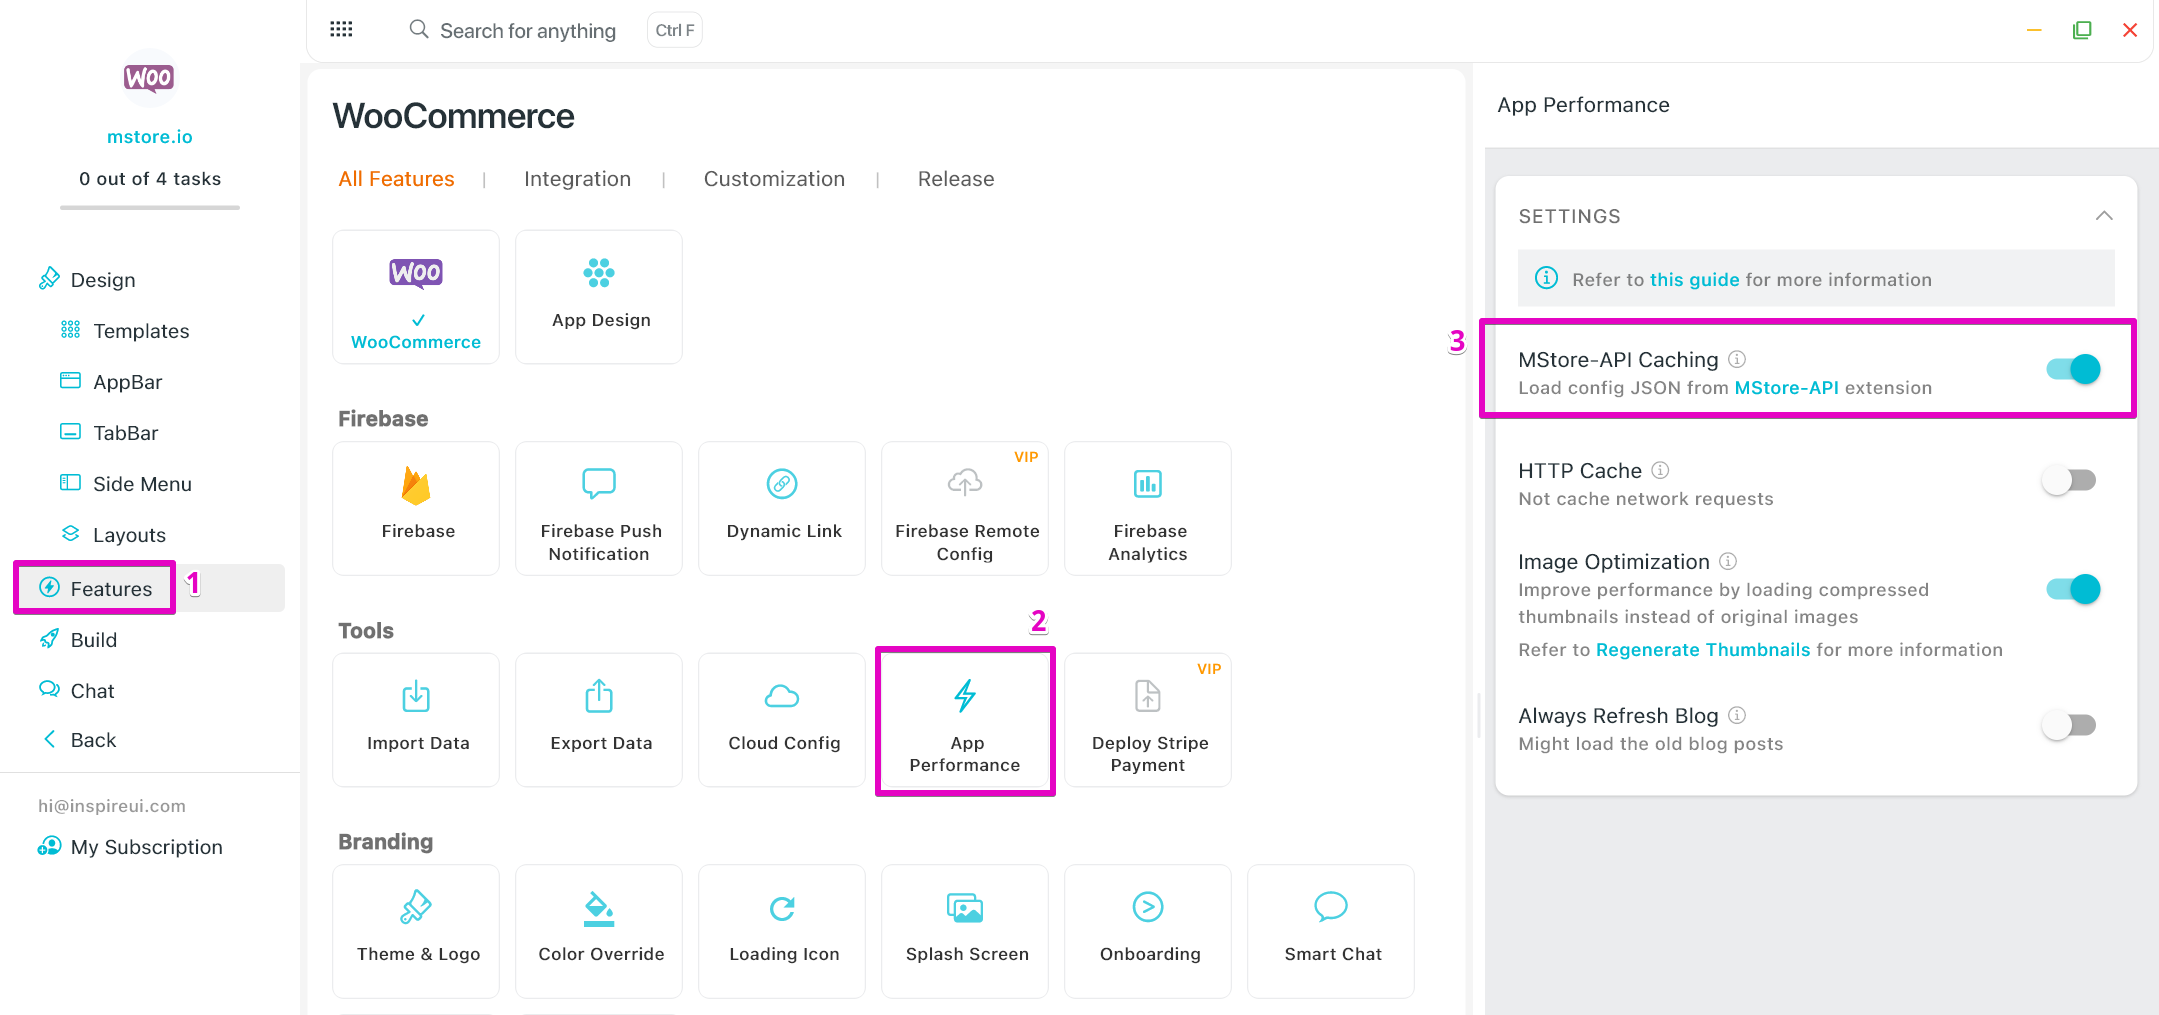 WOO
mstore.io
0 out of 4 tasks
Design
Templates
AppBar
TabBar
Side Menu
Layouts
Features
1
Build
Chat
Back
hi@inspireui.com
My Subscription
Search for anything
Ctrl F
WooCommerce
All Features | Integration | Customization | Release
WOO
WooCommerce
App Design
Firebase
Firebase
Firebase Push
Notification
Dynamic Link
VIP
Firebase Remote
Config
Firebase
Analytics
Tools
2
Import Data
Export Data
Cloud Config
App
Performance
VIP
Deploy Stripe
Payment
Branding
Theme & Logo
Color Override
Loading Icon
Splash Screen
Onboarding
Smart Chat
App Performance
SETTINGS
Refer to this guide for more information
3
MStore-API Caching
Load config JSON from MStore-API extension
HTTP Cache
Not cache network requests
Image Optimization
Improve performance by loading compressed
thumbnails instead of original images
Refer to Regenerate Thumbnails for more information
Always Refresh Blog
Might load the old blog posts